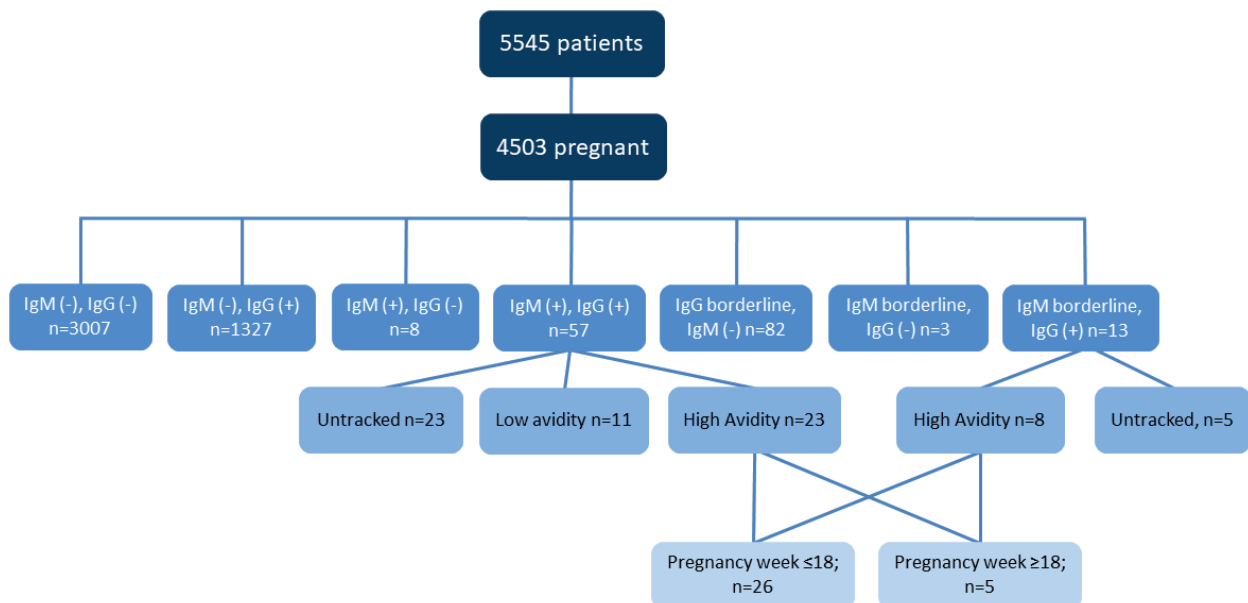 5545 patients
4503 pregnant
IgM (-), IgG (-)
n=3007
IgM (-), IgG (+)
n=1327
IgM (+), IgG (-)
n=8
IgM (+), IgG (+)
n=57
IgG borderline,
IgM (-) n=82
IgM borderline,
IgG (-) n=3
IgM borderline,
IgG (+) n=13
Untracked n=23
Low avidity n=11
High Avidity n=23
High Avidity n=8
Untracked, n=5
Pregnancy week ≤18;
n=26
Pregnancy week ≥18;
n=5